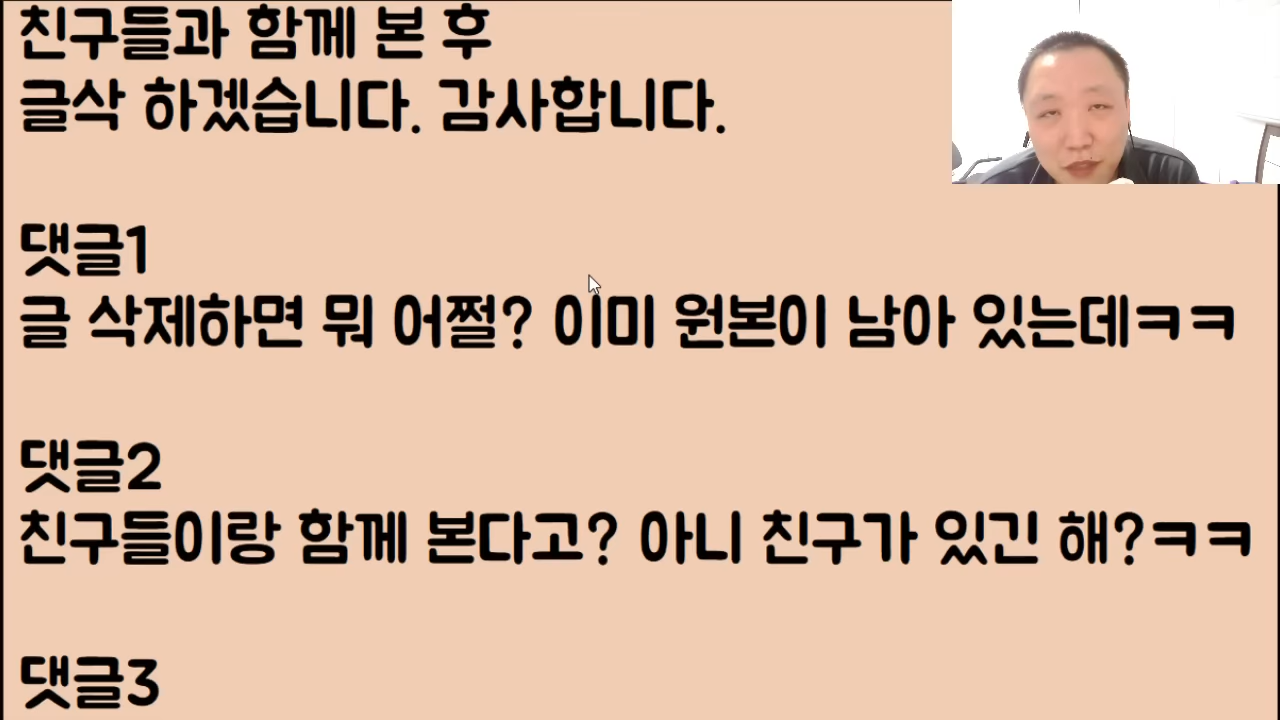 친구들과 함께 본 후
글삭 하겠습니다. 감사합니다.
댓글1
글 삭제하면 뭐 어쩔? 이미 원본이 남아 있는데ㅋㅋ
댓글2
친구들이랑 함께 본다고? 아니 친구가 있긴 해?ㅋㅋ
댓글3